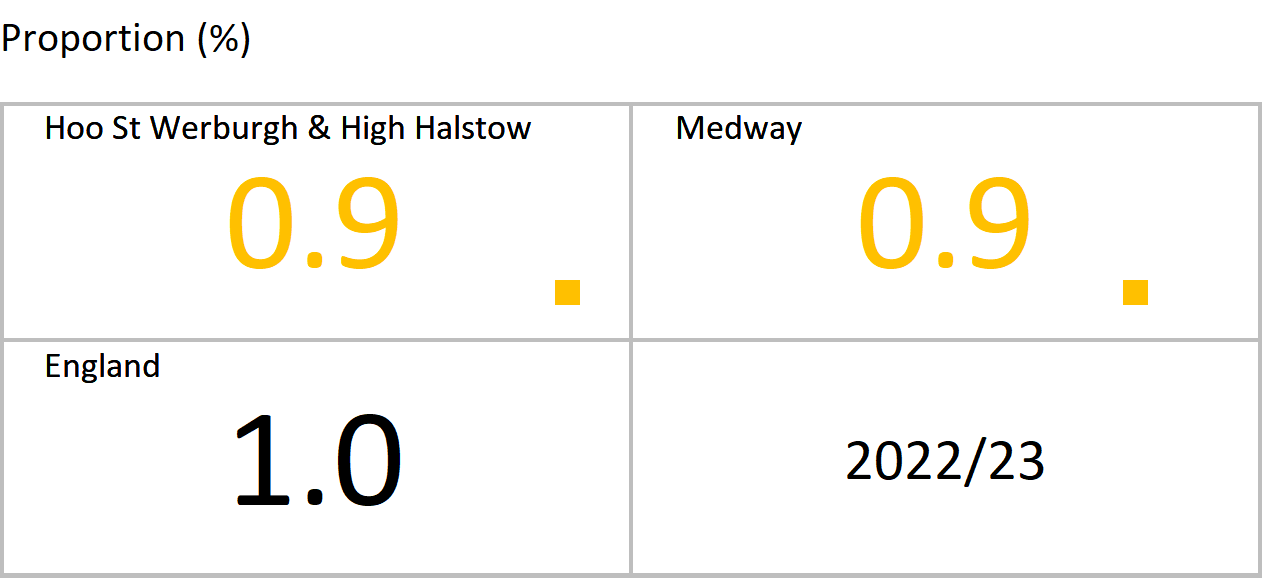 Proportion (%)
Hoo St Werburgh & High Halstow
0.9
Medway
0.9
England
1.0
2022/23